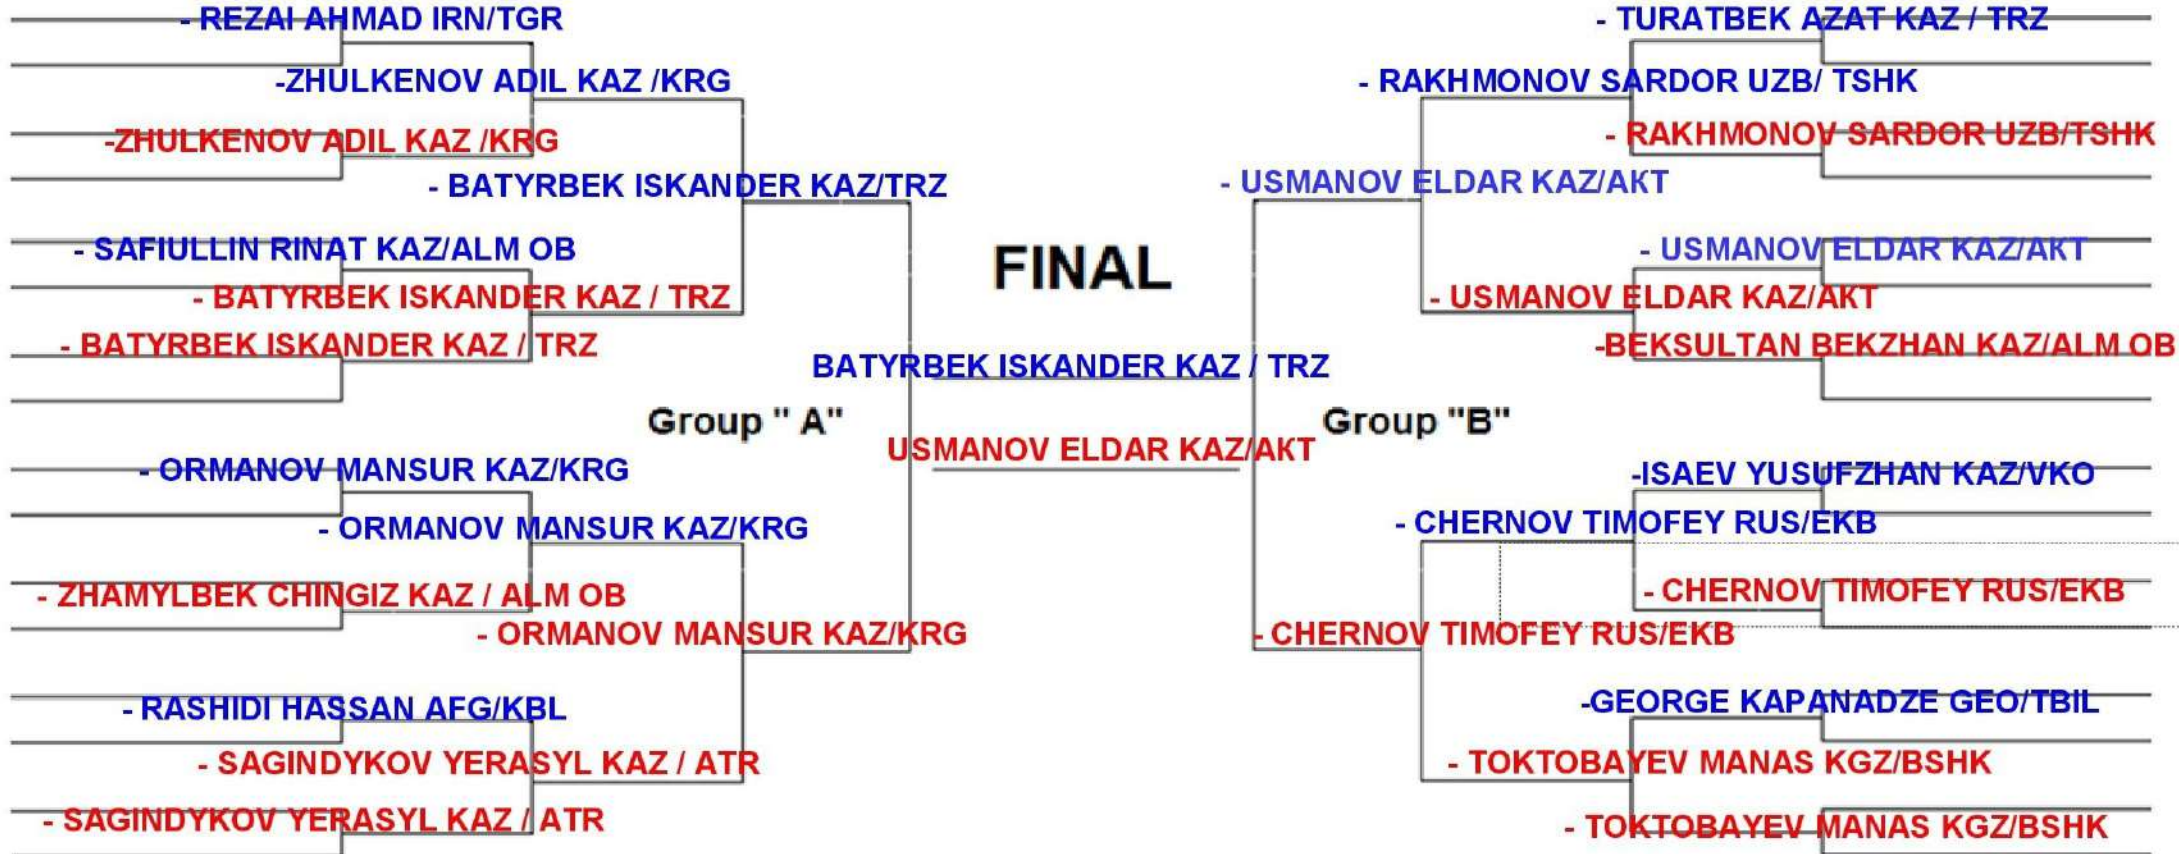 - REZAI AHMAD IRN/TGR
-ZHULKENOV ADIL KAZ /KRG
-ZHULKENOV ADIL KAZ /KRG
- BATYRBEK ISKANDER KAZ/TRZ
- SAFIULLIN RINAT KAZ/ALM OB
- BATYRBEK ISKANDER KAZ / TRZ
- BATYRBEK ISKANDER KAZ / TRZ
Group " A"
- ORMANOV MANSUR KAZ/KRG
- ORMANOV MANSUR KAZ/KRG
- ZHAMYLBEK CHINGIZ KAZ / ALM OB
- ORMANOV MANSUR KAZ/KRG
- RASHIDI HASSAN AFG/KBL
- SAGINDYKOV YERASYL KAZ / ATR
- SAGINDYKOV YERASYL KAZ / ATR
FINAL
BATYRBEK ISKANDER KAZ / TRZ
USMANOV ELDAR KAZ/AKT
- TURATBEK AZAT KAZ / TRZ
- RAKHMONOV SARDOR UZB/ TSHK
- RAKHMONOV SARDOR UZB/TSHK
- USMANOV ELDAR KAZ/AKT
- USMANOV ELDAR KAZ/AKT
- USMANOV ELDAR KAZ/AKT
-BEKSULTAN BEKZHAN KAZ/ALM OB
Group "B"
-ISAEV YUSUFZHAN KAZ/VKO
- CHERNOV TIMOFEY RUS/EKB
- CHERNOV TIMOFEY RUS/EKB
- CHERNOV TIMOFEY RUS/EKB
-GEORGE KAPANADZE GEO/TBIL
- TOKTOBAYEV MANAS KGZ/BSHK
- TOKTOBAYEV MANAS KGZ/BSHK